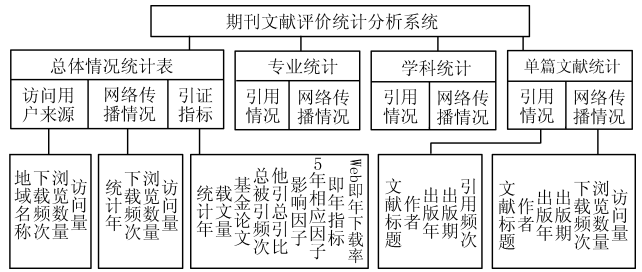 期刊文献评价统计分析系统
总体情况统计表
访问用户来源
网络传播情况
引证指标
专业统计
引用情况
网络传播情况
学科统计
引用情况
网络传播情况
单篇文献统计
引用情况
网络传播情况
地域名称
下载频次
浏览数量
访问量
统计年
下载频次
浏览数量
访问量
统计年
载文量
基金论文
总被引频次
他引总引比
影响因子
5年相应因子
即年指标
Web即年下载率
文献标题
作者
出版年
出版期
引用频次
文献标题
作者
出版年
出版期
下载频次
浏览数量
访问量